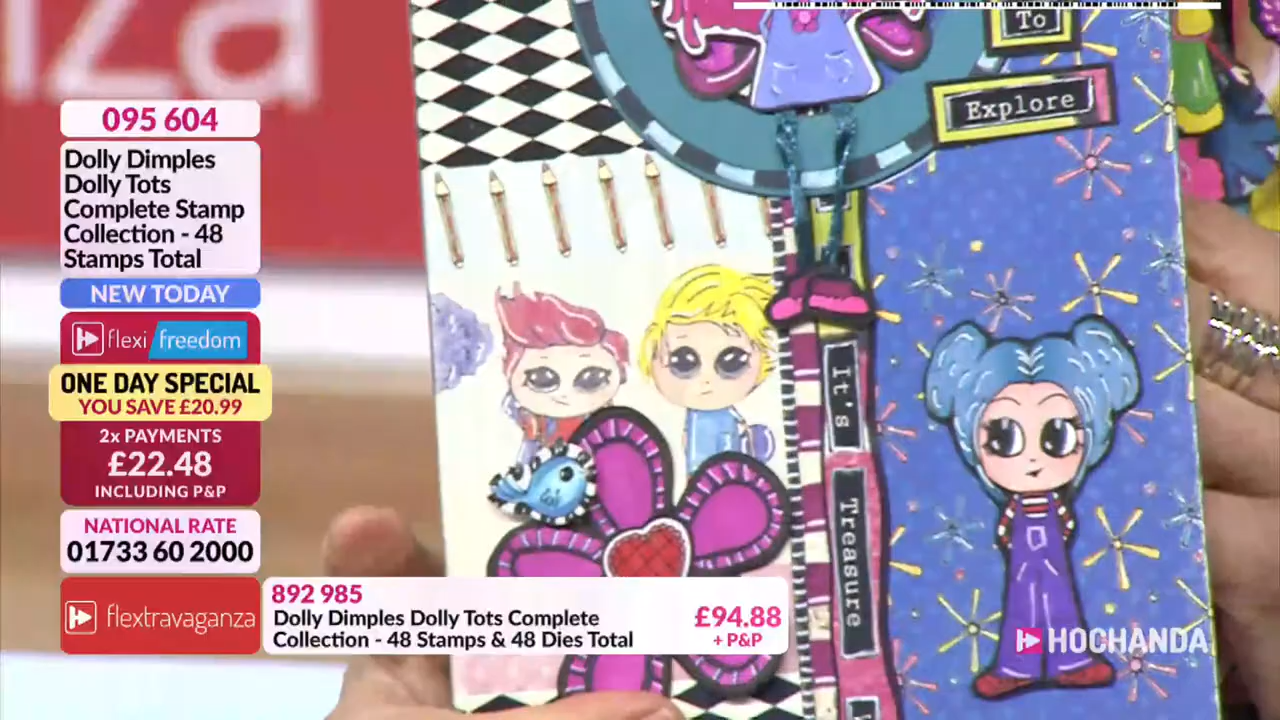 095 604
Dolly Dimples
Dolly Tots
Complete Stamp
Collection - 48
Stamps Total
NEW TODAY
flexi freedom
ONE DAY SPECIAL
YOU SAVE £20.99
2x PAYMENTS
£22.48
INCLUDING P&P
NATIONAL RATE
01733 60 2000
flextravaganza
892 985
Dolly Dimples Dolly Tots Complete
Collection - 48 Stamps & 48 Dies Total
£94.88
+ P&P
HOCHANDA
To
Explore
It's
Treasure